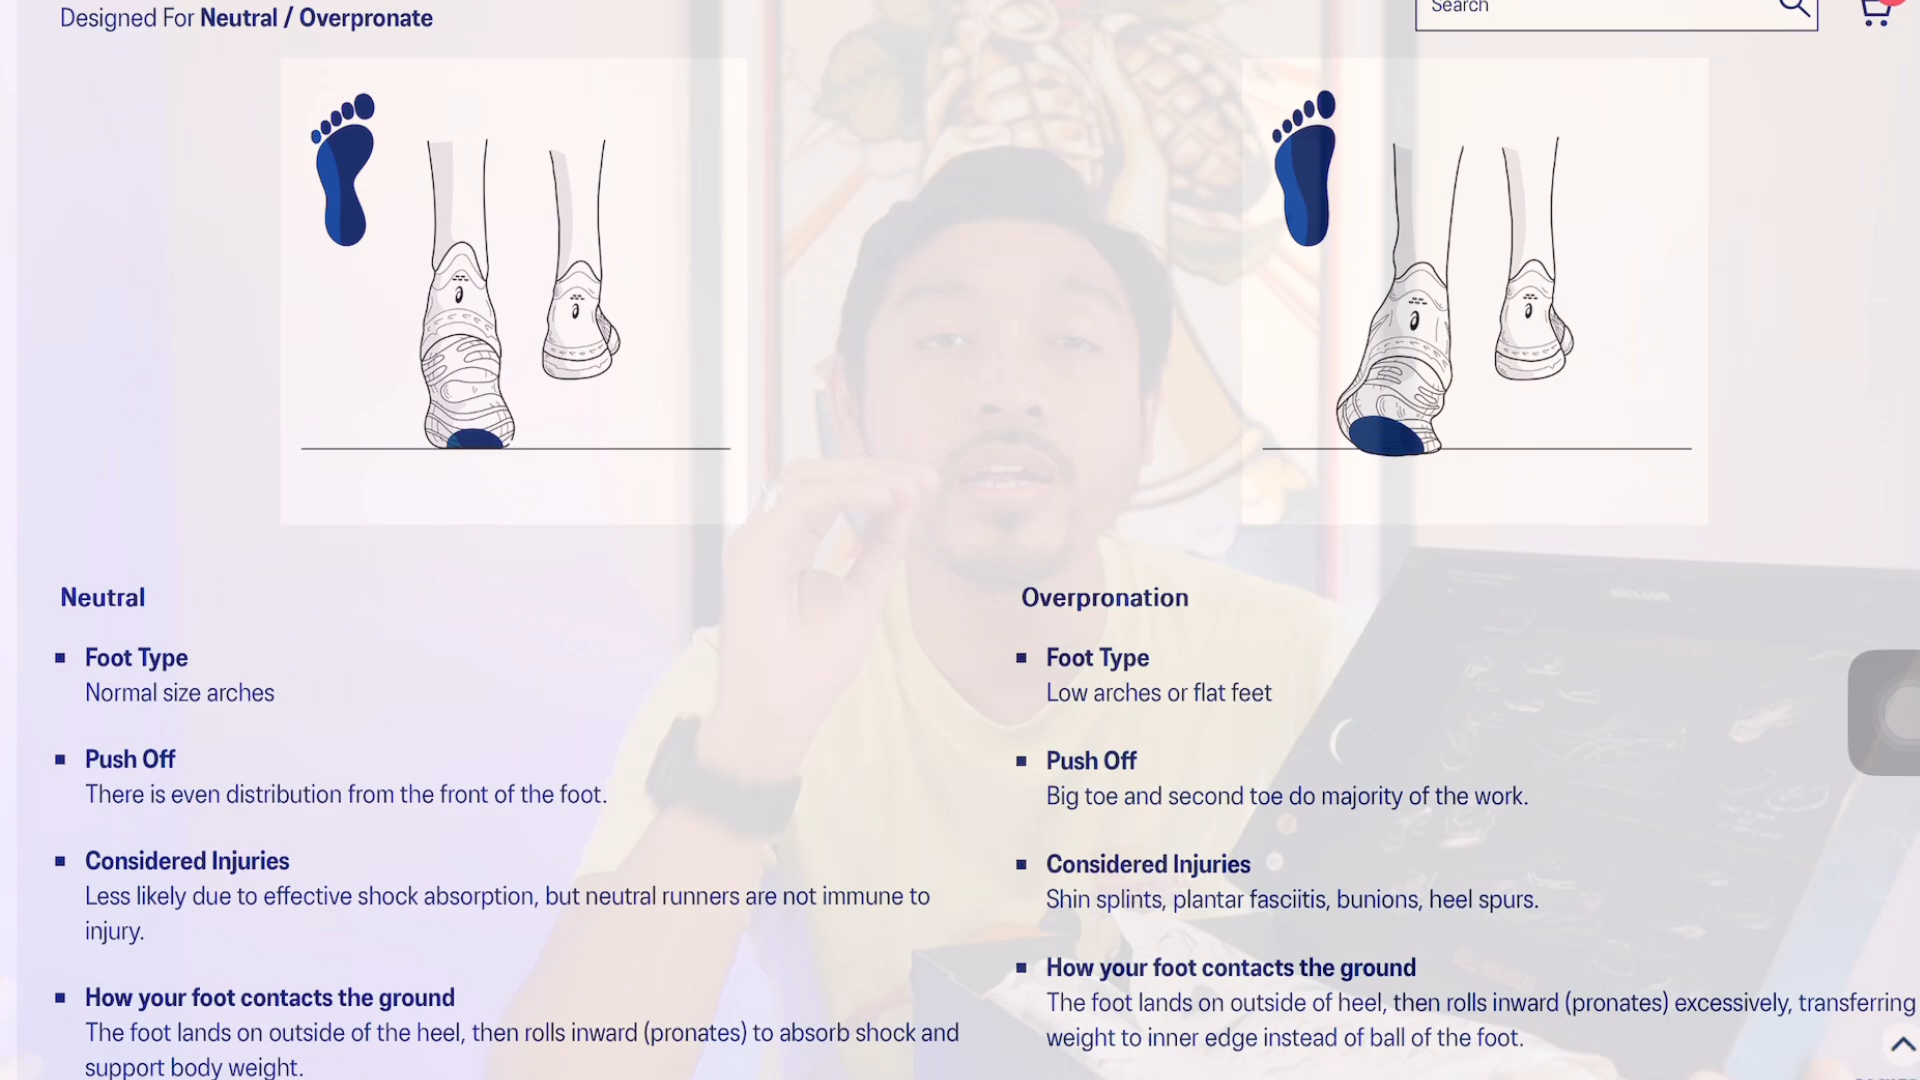 Designed For Neutral / Overpronate
Search
Neutral
Foot Type
Normal size arches
Push Off
There is even distribution from the front of the foot.
Considered Injuries
Less likely due to effective shock absorption, but neutral runners are not immune to
injury.
How your foot contacts the ground
The foot lands on outside of the heel, then rolls inward (pronates) to absorb shock and
support body weight.
Overpronation
Foot Type
Low arches or flat feet
Push Off
Big toe and second toe do majority of the work.
Considered Injuries
Shin splints, plantar fasciitis, bunions, heel spurs.
How your foot contacts the ground
The foot lands on outside of heel, then rolls inward (pronates) excessively, transferring
weight to inner edge instead of ball of the foot.